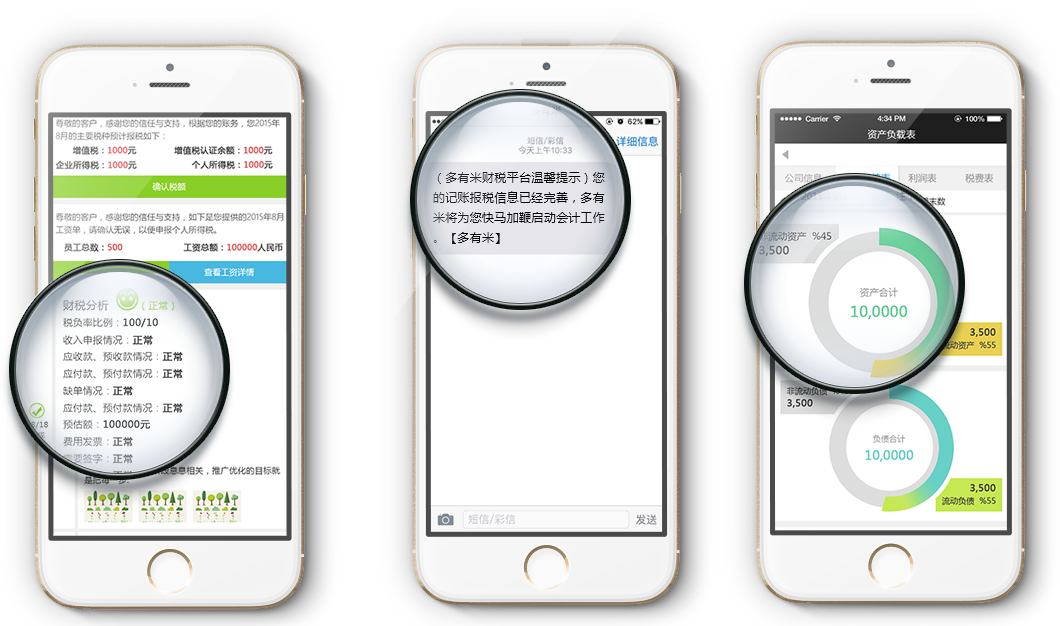 尊敬的客户，感谢您的信任与支持，根据您的账务，您2015年
8月的主要税种预计报税如下：
增值税：1000元 增值税认证余额：1000元
企业所得税：1000元 个人所得税：1000元
确认税额
尊敬的客户，感谢您的信任与支持，如下是您提供的2015年8月
工资单，请确认无误，以便申报个人所得税。
员工总数：500 工资总额：100000人民币
查看工资详情
财税分析（正常）
税负率比例：100/10
收入申报情况：正常
应收款、预收款情况：正常
应付款、预付款情况：正常
缺单情况：正常
应付款、预付款情况：正常
预估额：100000元
费用发票：正常
需要签字：正常
息息相关，推广优化的目标就
是把每一步
62%
短信/彩信
今天上午10:33
详细信息
（多有米财税平台温馨提示）您
的记账报税信息已经完善，多有
米将为您快马加鞭启动会计工作
。【多有米】
短信/彩信
发送
Carrier 4:34 PM 100%
资产负载表
公司信息 利润表 税费表
末数
非流动资产 %45
3,500
资产合计
10,0000
3,500
流动资产 %55
非流动负债
3,500
负债合计
10,0000
3,500
流动负债 %55